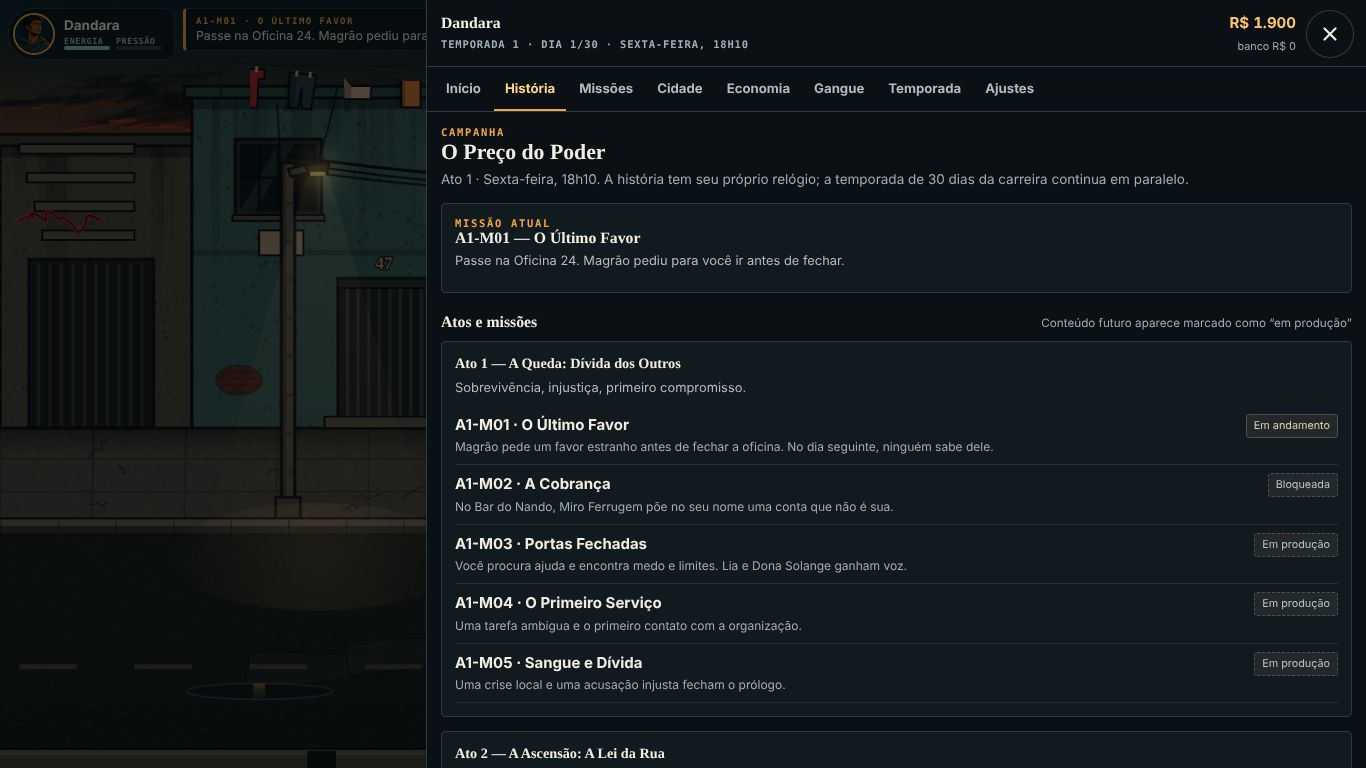 Dandara
ENERGIA PRESSÃO
A1-M01 · O ÚLTIMO FAVOR
Passe na Oficina 24. Magrão pediu para
47
Dandara
TEMPORADA 1 · DIA 1/30 · SEXTA-FEIRA, 18H10
R$ 1.900
banco R$ 0
Início História Missões Cidade Economia Gangue Temporada Ajustes
CAMPANHA
O Preço do Poder
Ato 1 · Sexta-feira, 18h10. A história tem seu próprio relógio; a temporada de 30 dias da carreira continua em paralelo.
MISSÃO ATUAL
A1-M01 — O Último Favor
Passe na Oficina 24. Magrão pediu para você ir antes de fechar.
Atos e missões
Conteúdo futuro aparece marcado como “em produção”
Ato 1 — A Queda: Dívida dos Outros
Sobrevivência, injustiça, primeiro compromisso.
A1-M01 · O Último Favor
Em andamento
Magrão pede um favor estranho antes de fechar a oficina. No dia seguinte, ninguém sabe dele.
A1-M02 · A Cobrança
Bloqueada
No Bar do Nando, Miro Ferrugem põe no seu nome uma conta que não é sua.
A1-M03 · Portas Fechadas
Em produção
Você procura ajuda e encontra medo e limites. Lia e Dona Solange ganham voz.
A1-M04 · O Primeiro Serviço
Em produção
Uma tarefa ambígua e o primeiro contato com a organização.
A1-M05 · Sangue e Dívida
Em produção
Uma crise local e uma acusação injusta fecham o prólogo.
Ato 2 — A Ascensão: A Lei da Rua